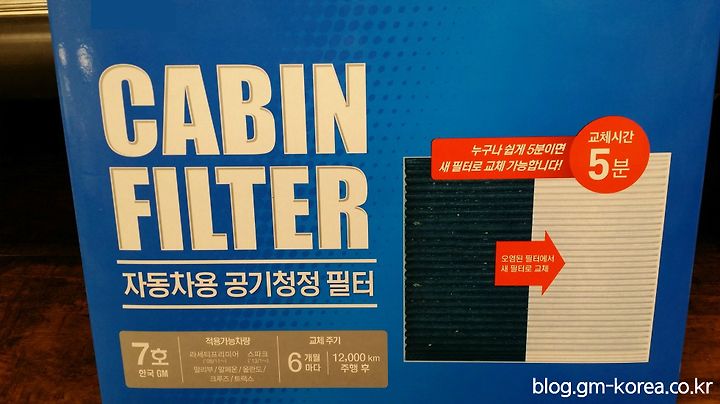 CABIN
FILTER
자동차용 공기청정 필터
누구나 쉽게 5분이면
새 필터로 교체 가능합니다!
교체시간
5분
오염된 필터에서
새 필터로 교체
7호
한국 GM
적용가능차량
라세티프리미어 스파크
말리부 / 알페온 / 올란도 /
크루즈 / 트랙스
교체 주기
6 개월 마다
12,000 km
주행 후
blog.gm-korea.co.kr